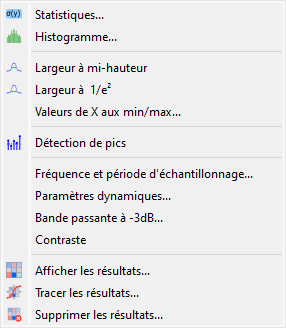 σ(y) Statistiques...
Histogramme...
Largeur à mi-hauteur
Largeur à 1/e²
Valeurs de X aux min/max...
Détection de pics
Fréquence et période d'échantillonnage...
Paramètres dynamiques...
Bande passante à -3dB...
Contraste
Afficher les résultats...
Tracer les résultats...
Supprimer les résultats...